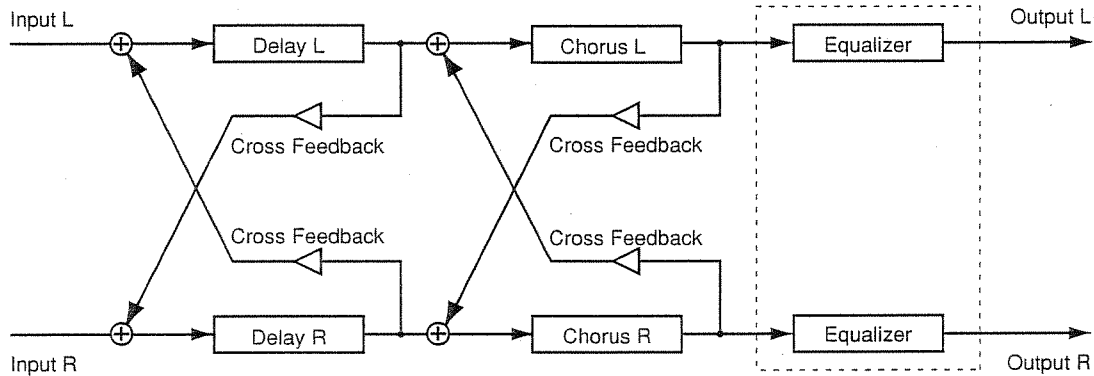 Input L
Output L
Delay L
Chorus L
Equalizer
Cross Feedback
Cross Feedback
Cross Feedback
Cross Feedback
Delay R
Chorus R
Equalizer
Input R
Output R